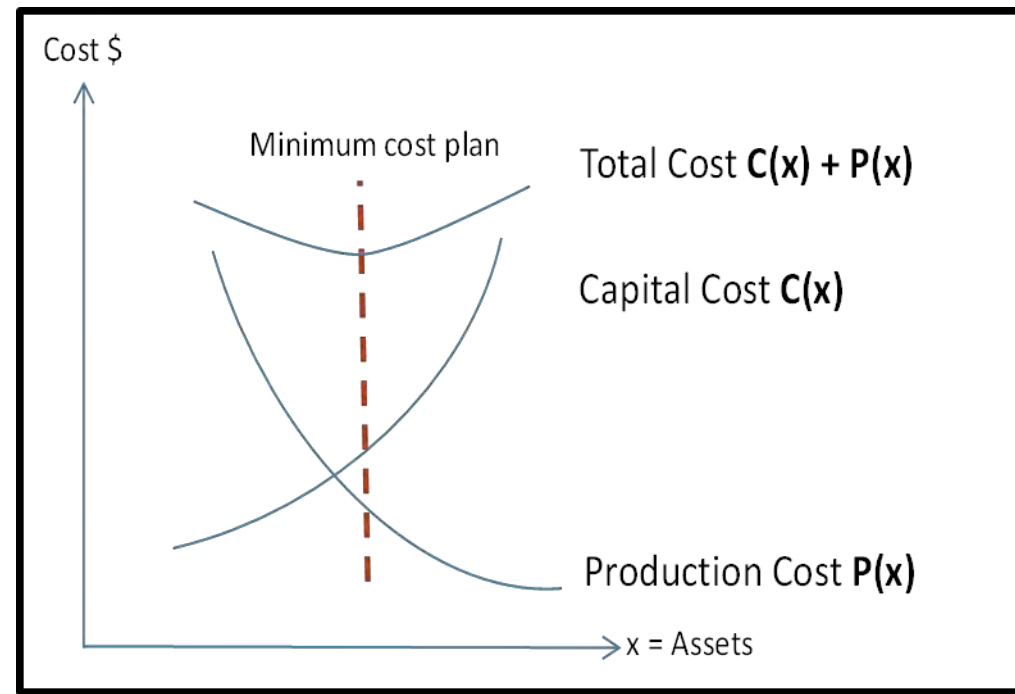 Cost $
Minimum cost plan
Total Cost C(x) + P(x)
Capital Cost C(x)
Production Cost P(x)
x = Assets